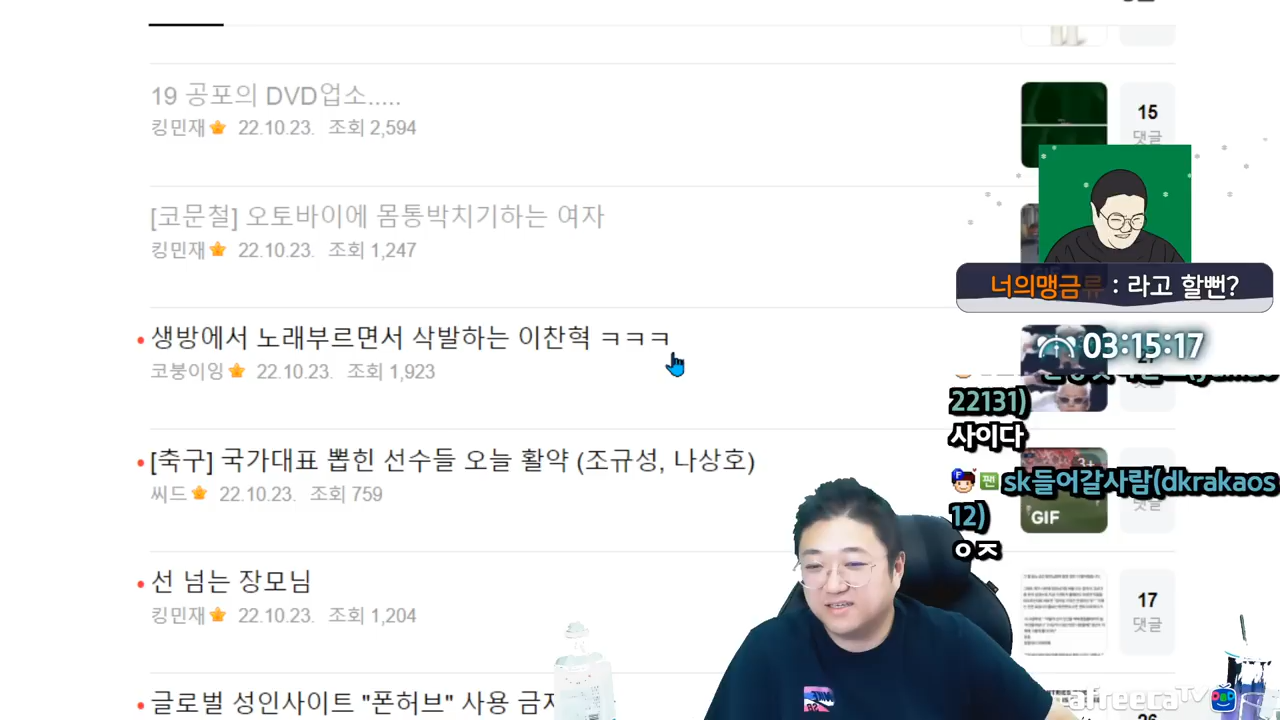 19 공포의 DVD업소.....
킹민재 22.10.23. 조회 2,594
15
댓글
[코문철] 오토바이에 몸통박치기하는 여자
킹민재 22.10.23. 조회 1,247
너의맹금류 : 라고 할뻔?
생방에서 노래부르면서 삭발하는 이찬혁 ㅋㅋㅋ
코붕이잉 22.10.23. 조회 1,923
03:15:17
22131)
사이다
[축구] 국가대표 뽑힌 선수들 오늘 활약 (조규성, 나상호)
씨드 22.10.23. 조회 759
3+
GIF
댓글
팬 sk들어갈사람(dkrakaos
12)
ㅇㅈ
선 넘는 장모님
킹민재 22.10.23. 조회
17
댓글
글로벌 성인사이트 "폰허브" 사용 금지
afreecaTV